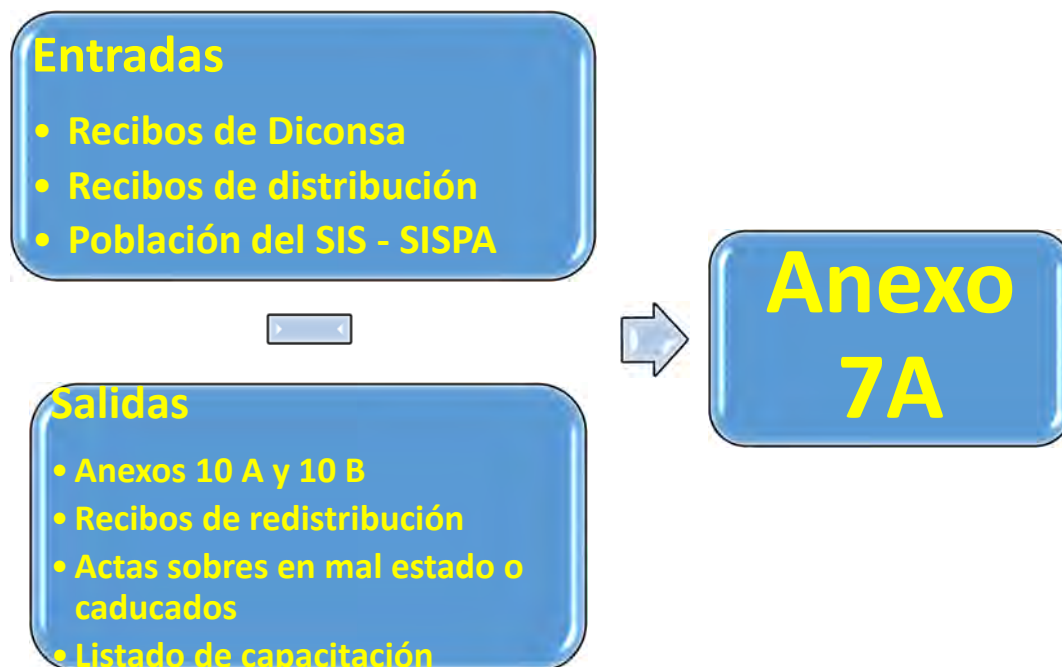 Entradas
• Recibos de Diconsa
• Recibos de distribución
• Población del SIS - SISPA
Anexo
7A
Salidas
• Anexos 10 A y 10 B
• Recibos de redistribución
• Actas sobres en mal estado o
caducados
• Listado de capacitación